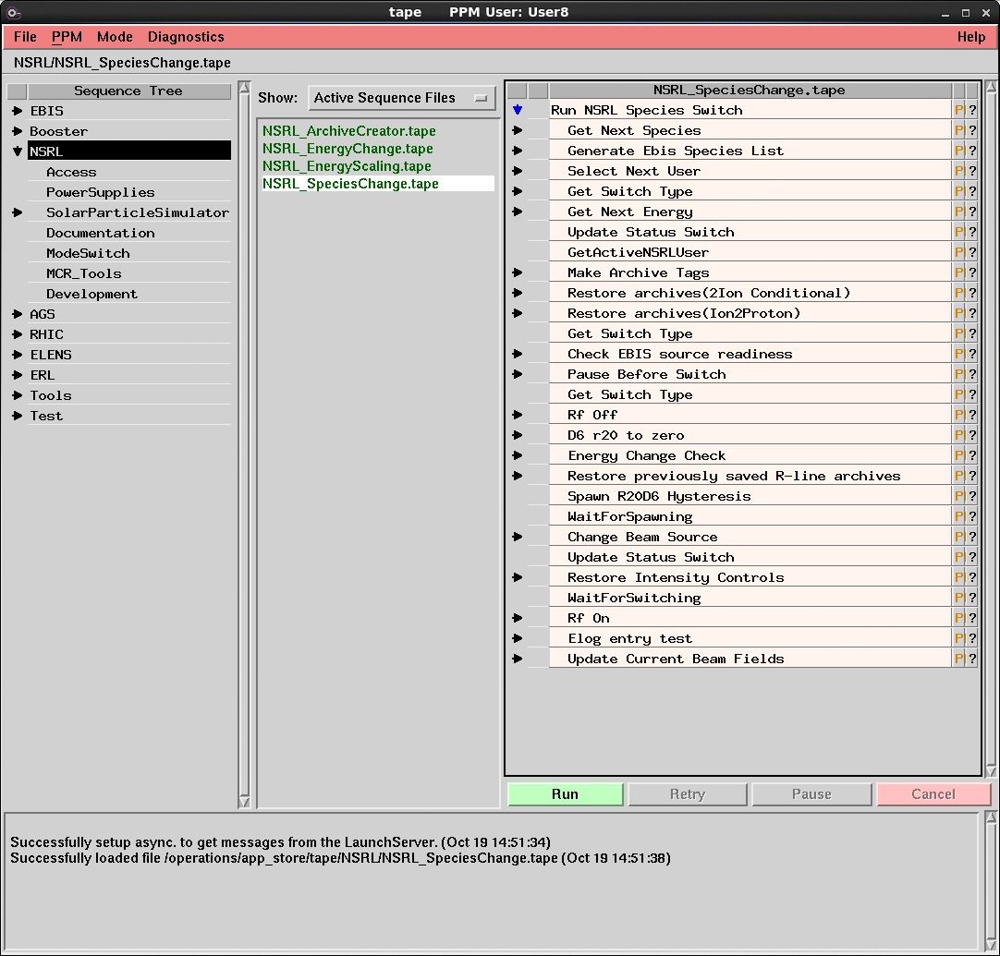 tape PPM User: User8
File PPM Mode Diagnostics Help
NSRL/NSRL_SpeciesChange.tape
Sequence Tree
EBIS
Booster
NSRL
Access
PowerSupplies
SolarParticleSimulator
Documentation
ModeSwitch
MCR_Tools
Development
AGS
RHIC
ELENS
ERL
Tools
Test
Show: Active Sequence Files
NSRL_ArchiveCreator.tape
NSRL_EnergyChange.tape
NSRL_EnergyScaling.tape
NSRL_SpeciesChange.tape
NSRL_SpeciesChange.tape
Run NSRL Species Switch P ?
Get Next Species P ?
Generate Ebis Species List P ?
Select Next User P ?
Get Switch Type P ?
Get Next Energy P ?
Update Status Switch P ?
GetActiveNSRLUser P ?
Make Archive Tags P ?
Restore archives(2Ion Conditional) P ?
Restore archives(Ion2Proton) P ?
Get Switch Type P ?
Check EBIS source readiness P ?
Pause Before Switch P ?
Get Switch Type P ?
Rf Off P ?
D6 r20 to zero P ?
Energy Change Check P ?
Restore previously saved R-line archives P ?
Spawn R20D6 Hysteresis P ?
WaitForSpawning P ?
Change Beam Source P ?
Update Status Switch P ?
Restore Intensity Controls P ?
WaitForSwitching P ?
Rf On P ?
Elog entry test P ?
Update Current Beam Fields P ?
Run Retry Pause Cancel
Successfully setup async. to get messages from the LaunchServer. (Oct 19 14:51:34)
Successfully loaded file /operations/app_store/tape/NSRL/NSRL_SpeciesChange.tape (Oct 19 14:51:38)